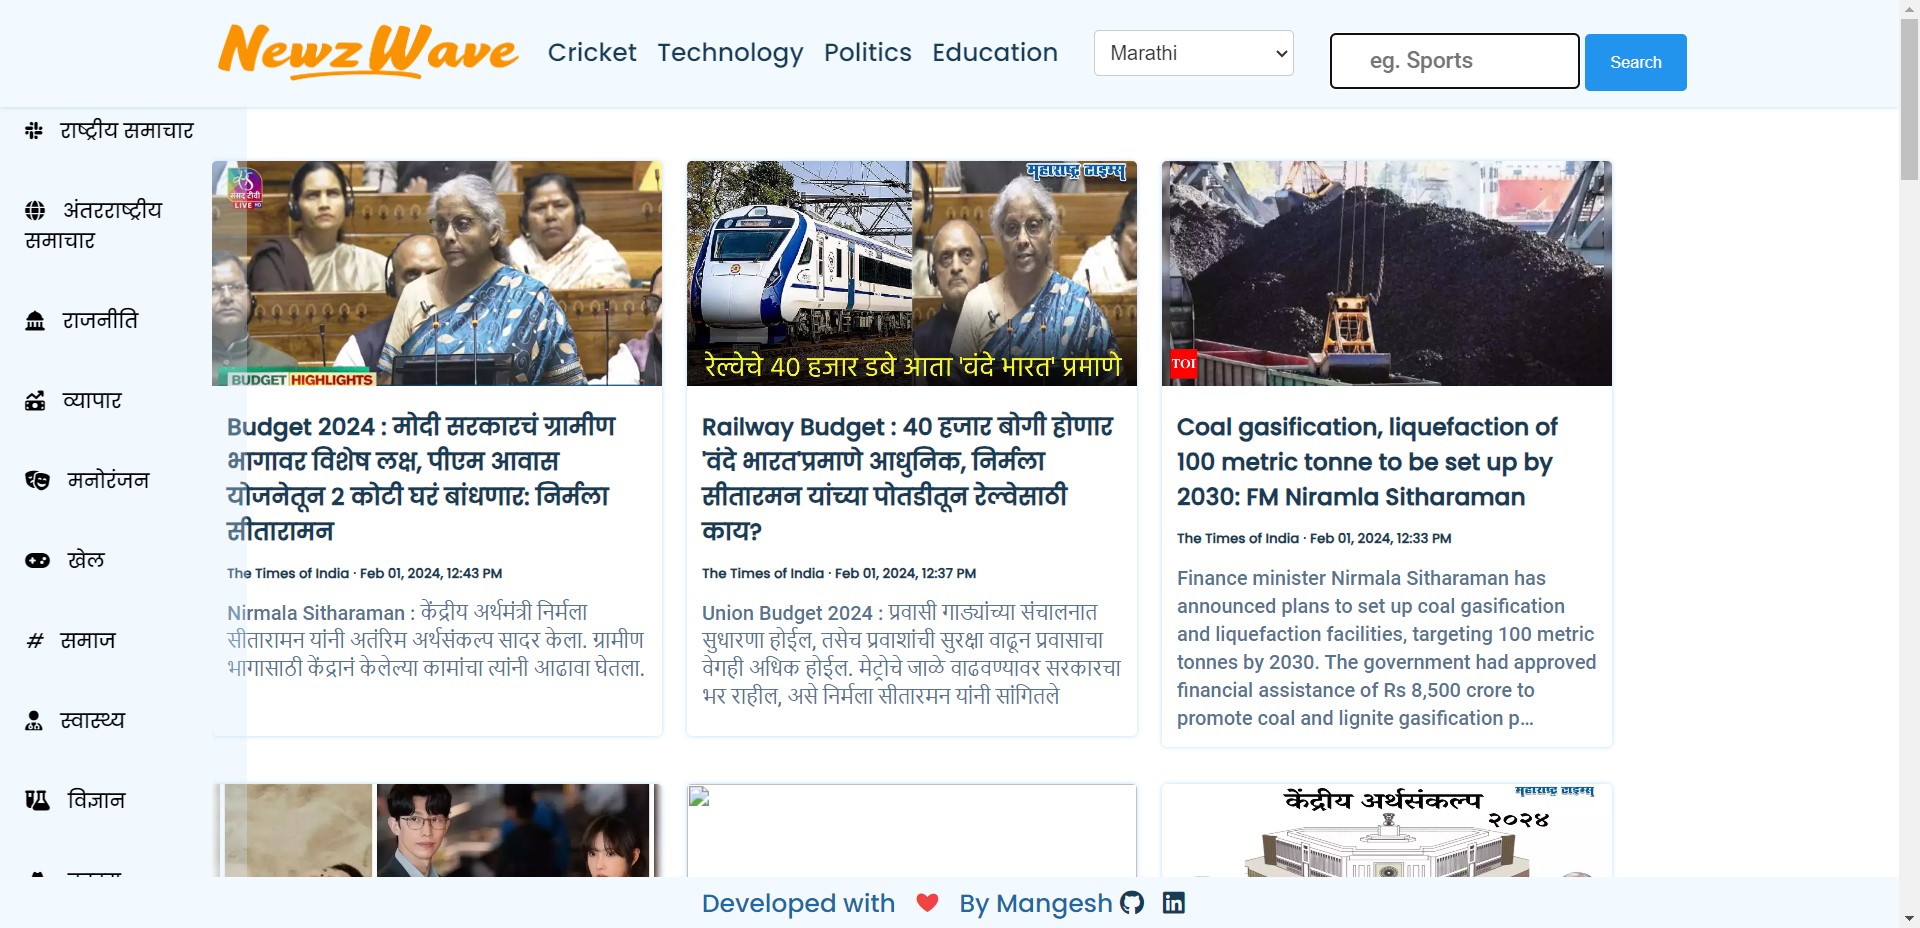 NewzWave
Cricket Technology Politics Education
Marathi
eg. Sports
Search
राष्ट्रीय समाचार
अंतरराष्ट्रीय
समाचार
राजनीति
व्यापार
मनोरंजन
खेल
समाज
स्वास्थ्य
विज्ञान
संसद टीवी
LIVE HD
BUDGET HIGHLIGHTS
Budget 2024 : मोदी सरकारचं ग्रामीण
भागावर विशेष लक्ष, पीएम आवास
योजनेतून 2 कोटी घरं बांधणार: निर्मला
सीतारामन
The Times of India · Feb 01, 2024, 12:43 PM
Nirmala Sitharaman : केंद्रीय अर्थमंत्री निर्मला
सीतारामन यांनी अतंरिम अर्थसंकल्प सादर केला. ग्रामीण
भागासाठी केंद्रानं केलेल्या कामांचा त्यांनी आढावा घेतला.
महाराष्ट्र टाइम्स
रेल्वेचे 40 हजार डबे आता 'वंदे भारत' प्रमाणे
Railway Budget : 40 हजार बोगी होणार
'वंदे भारत'प्रमाणे आधुनिक, निर्मला
सीतारमन यांच्या पोतडीतून रेल्वेसाठी
काय?
The Times of India · Feb 01, 2024, 12:37 PM
Union Budget 2024 : प्रवासी गाड्यांच्या संचालनात
सुधारणा होईल, तसेच प्रवाशांची सुरक्षा वाढून प्रवासाचा
वेगही अधिक होईल. मेट्रोचे जाळे वाढवण्यावर सरकारचा
भर राहील, असे निर्मला सीतारमन यांनी सांगितले
TOI
Coal gasification, liquefaction of
100 metric tonne to be set up by
2030: FM Niramla Sitharaman
The Times of India · Feb 01, 2024, 12:33 PM
Finance minister Nirmala Sitharaman has
announced plans to set up coal gasification
and liquefaction facilities, targeting 100 metric
tonnes by 2030. The government had approved
financial assistance of Rs 8,500 crore to
promote coal and lignite gasification p...
महाराष्ट्र टाइम्स
केंद्रीय अर्थसंकल्प
२०२४
Developed with By Mangesh